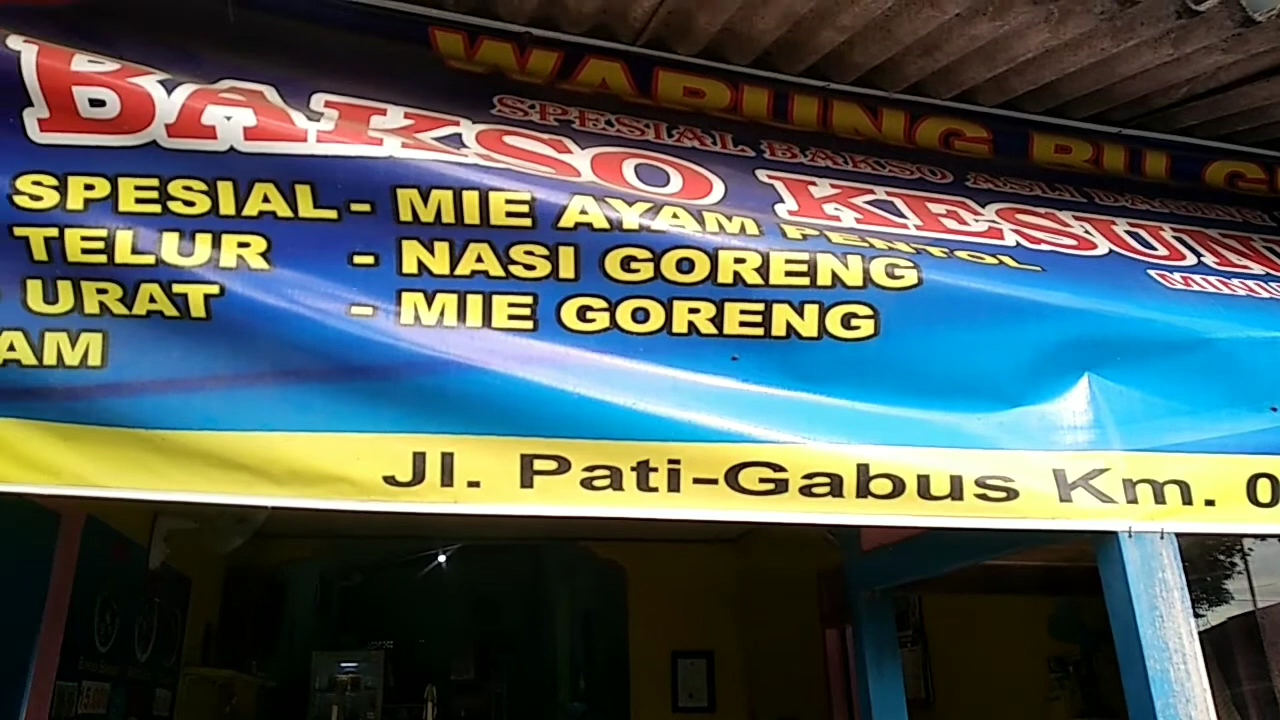 WARUNG BU
SPESIAL BAKSO ASLI DAGING
BAKSO KESUN
SPESIAL - MIE AYAM PENTOL
TELUR - NASI GORENG
URAT - MIE GORENG
AM
Jl. Pati-Gabus Km. 0